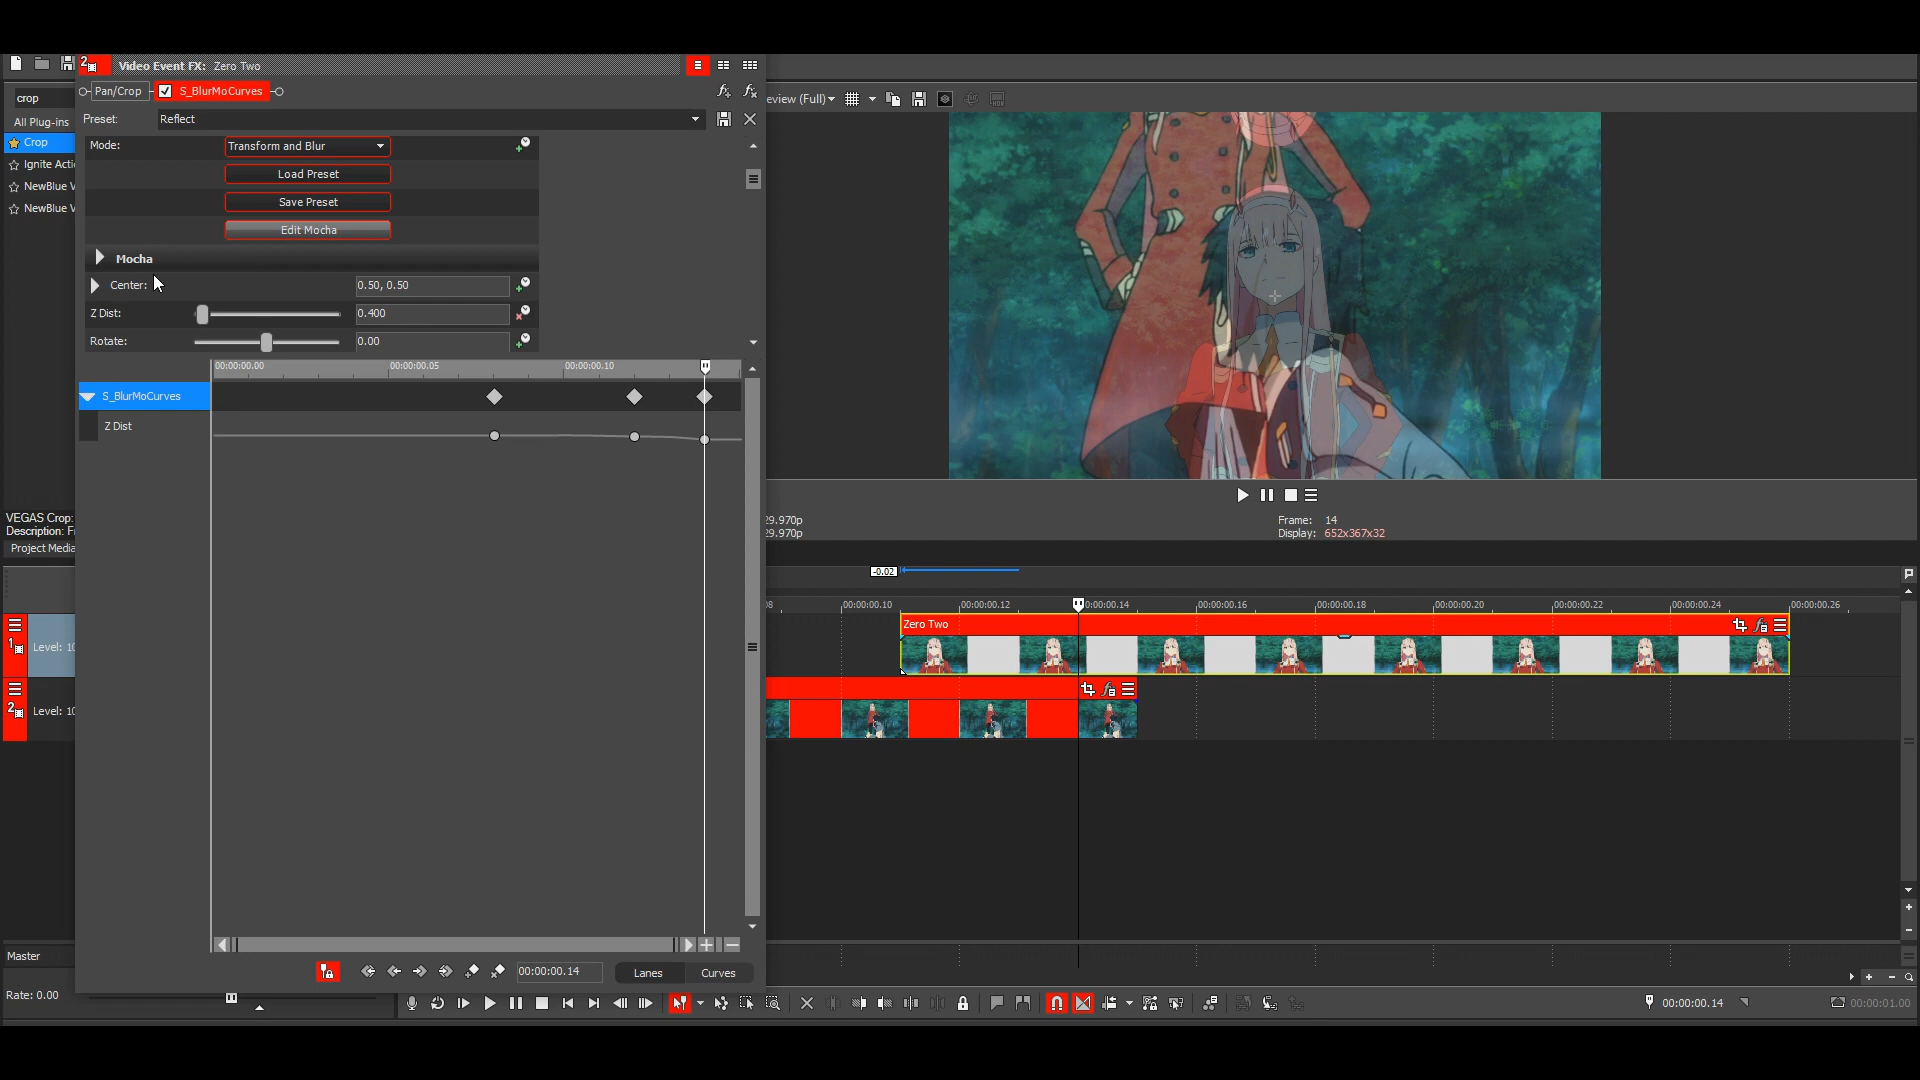 Video Event FX: Zero Two
Pan/Crop
S_BlurMoCurves
crop
All Plug-ins
Preset:
Reflect
Crop
Ignite Acti
NewBlue V
NewBlue V
Mode:
Transform and Blur
Load Preset
Save Preset
Edit Mocha
Mocha
Center:
0.50, 0.50
Z Dist:
0.400
Rotate:
0.00
00:00:00.00
00:00:00.05
00:00:00.10
S_BlurMoCurves
Z Dist
eview (Full)
29.970p
29.970p
Frame: 14
Display: 652x367x32
VEGAS Crop:
Description: F
Project Media
-0.02
00:00:00.10
00:00:00.12
0:00:00.14
00:00:00.16
00:00:00.18
00:00:00.20
00:00:00.22
00:00:00.24
00:00:00.26
Zero Two
1
Level: 10
2
Level: 10
Master
Rate: 0.00
00:00:00.14
Lanes
Curves
00:00:00.14
00:00:01.00